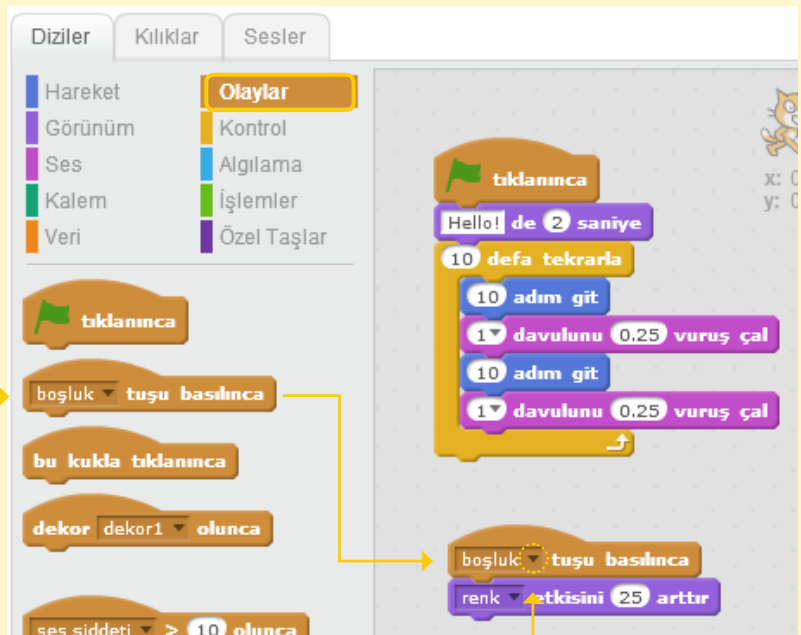 Diziler Kılıklar Sesler
Hareket Olaylar
Görünüm Kontrol
Ses Algılama
Kalem İşlemler
Veri Özel Taşlar
tıklanınca
boşluk tuşu basılınca
bu kukla tıklanınca
dekor dekor1 olunca
ses şiddeti > 10 olunca
x: 0
y: 0
tıklanınca
Hello! de 2 saniye
10 defa tekrarla
10 adım git
1 davulunu 0.25 vuruş çal
10 adım git
1 davulunu 0.25 vuruş çal
boşluk tuşu basılınca
renk etkisini 25 arttır